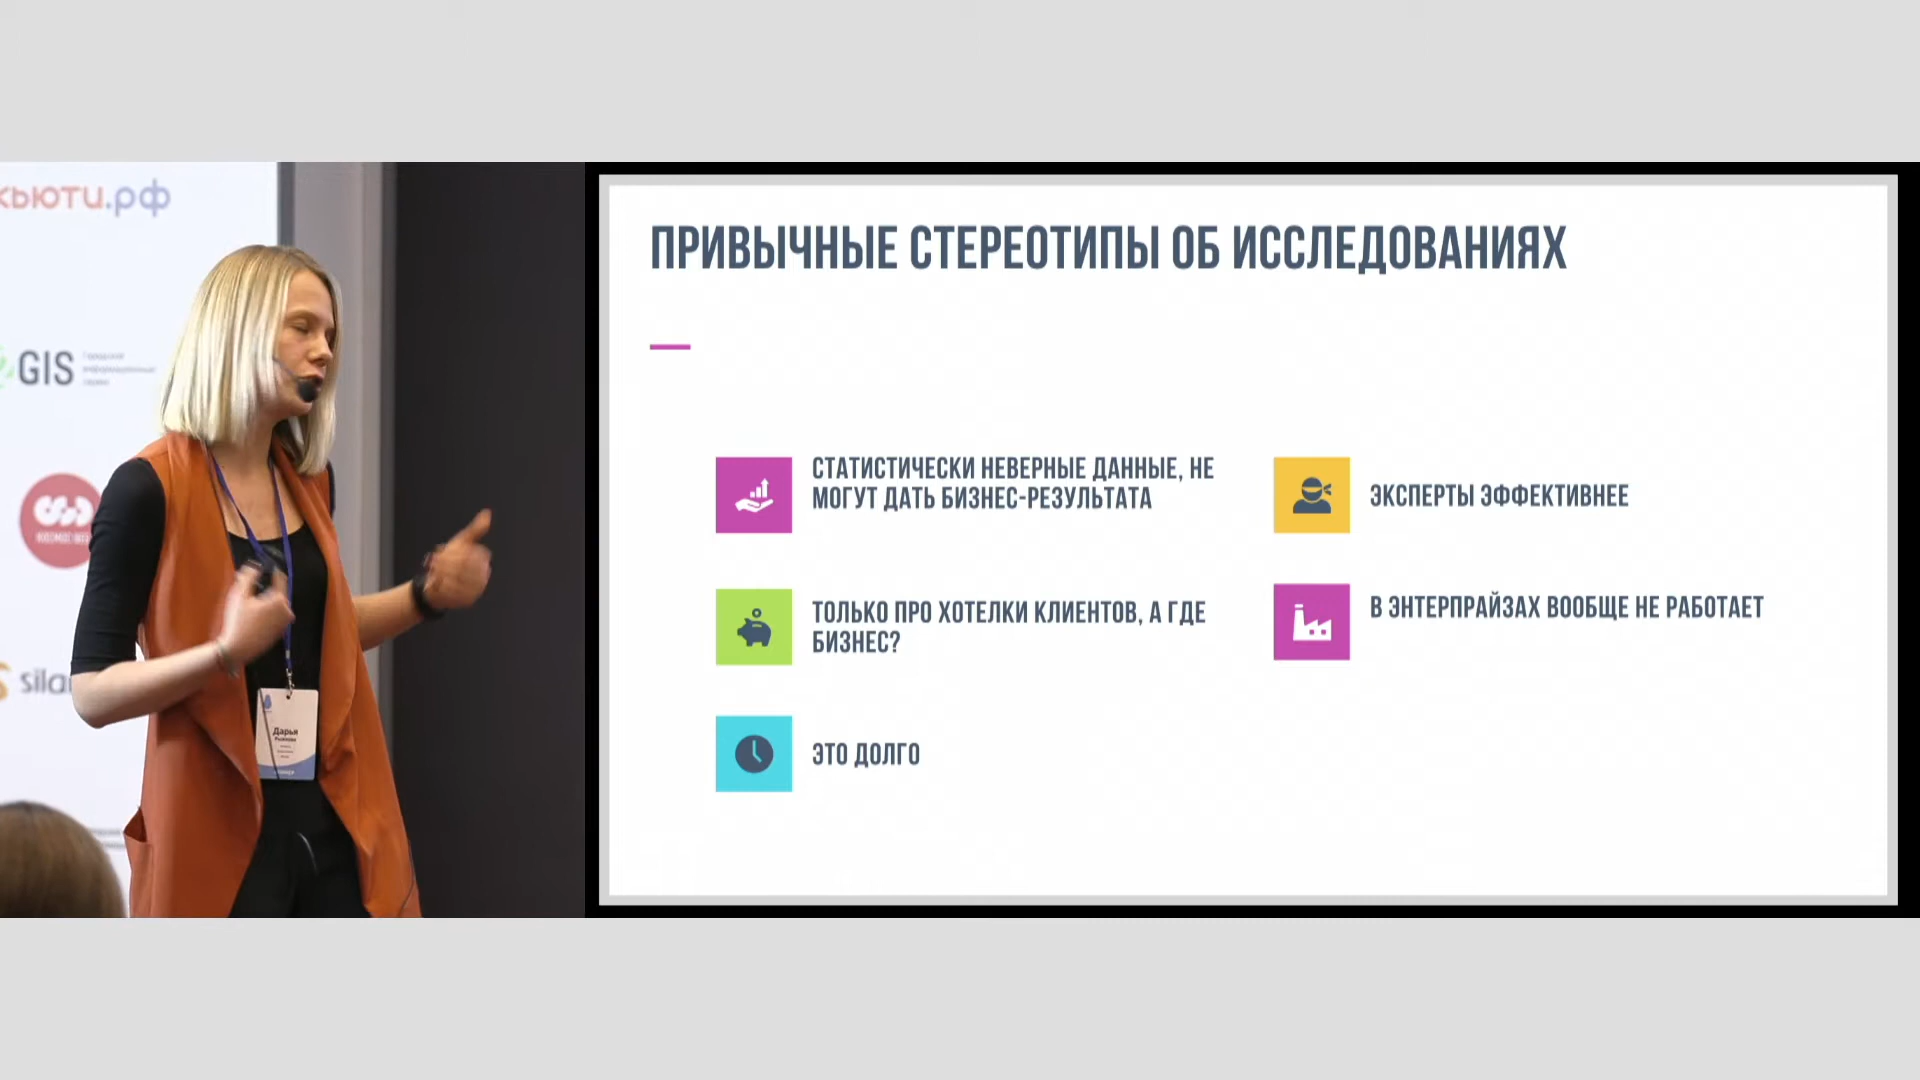 кьюти.рф
GIS
Дарья
ПРИВЫЧНЫЕ СТЕРЕОТИПЫ ОБ ИССЛЕДОВАНИЯХ
СТАТИСТИЧЕСКИ НЕВЕРНЫЕ ДАННЫЕ, НЕ
МОГУТ ДАТЬ БИЗНЕС-РЕЗУЛЬТАТА
ТОЛЬКО ПРО ХОТЕЛКИ КЛИЕНТОВ, А ГДЕ
БИЗНЕС?
ЭТО ДОЛГО
ЭКСПЕРТЫ ЭФФЕКТИВНЕЕ
В ЭНТЕРПРАЙЗАХ ВООБЩЕ НЕ РАБОТАЕТ